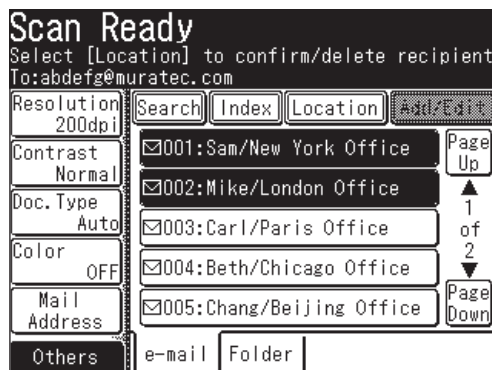 Scan Ready
Select [Location] to confirm/delete recipient
To:abdefg@muratec.com
Resolution
200dpi
Contrast
Normal
Doc.Type
Auto
Color
OFF
Mail
Address
Others
Search Index Location Add/Edit
001:Sam/New York Office
002:Mike/London Office
003:Carl/Paris Office
004:Beth/Chicago Office
005:Chang/Beijing Office
Page
Up
1
of
2
Page
Down
e-mail Folder